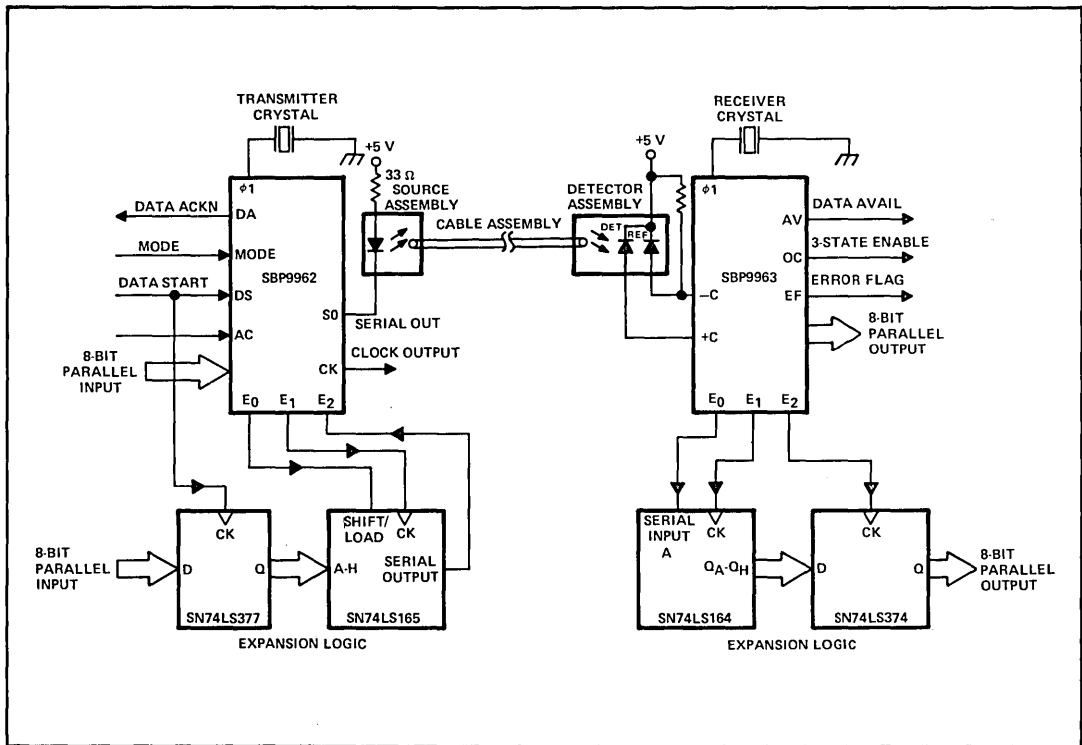 TRANSMITTER
CRYSTAL
RECEIVER
CRYSTAL
+5 V
33 Ω
SOURCE
ASSEMBLY
CABLE ASSEMBLY
DETECTOR
ASSEMBLY
+5 V
ϕ1
DATA ACKN
DA
MODE
MODE
SBP9962
DATA START
DS
AC
8-BIT
PARALLEL
INPUT
S0
SERIAL OUT
CLOCK OUTPUT
CK
E0
E1
E2
DET
REF
ϕ1
SBP9963
-C
+C
AV
DATA AVAIL
OC
3-STATE ENABLE
EF
ERROR FLAG
8-BIT
PARALLEL
OUTPUT
E0
E1
E2
8-BIT
PARALLEL
INPUT
CK
D
Q
SN74LS377
SHIFT/
LOAD
CK
A-H
SERIAL
OUTPUT
SN74LS165
EXPANSION LOGIC
SERIAL
INPUT
A
CK
QA-QH
SN74LS164
CK
D
Q
SN74LS374
8-BIT
PARALLEL
OUTPUT
EXPANSION LOGIC